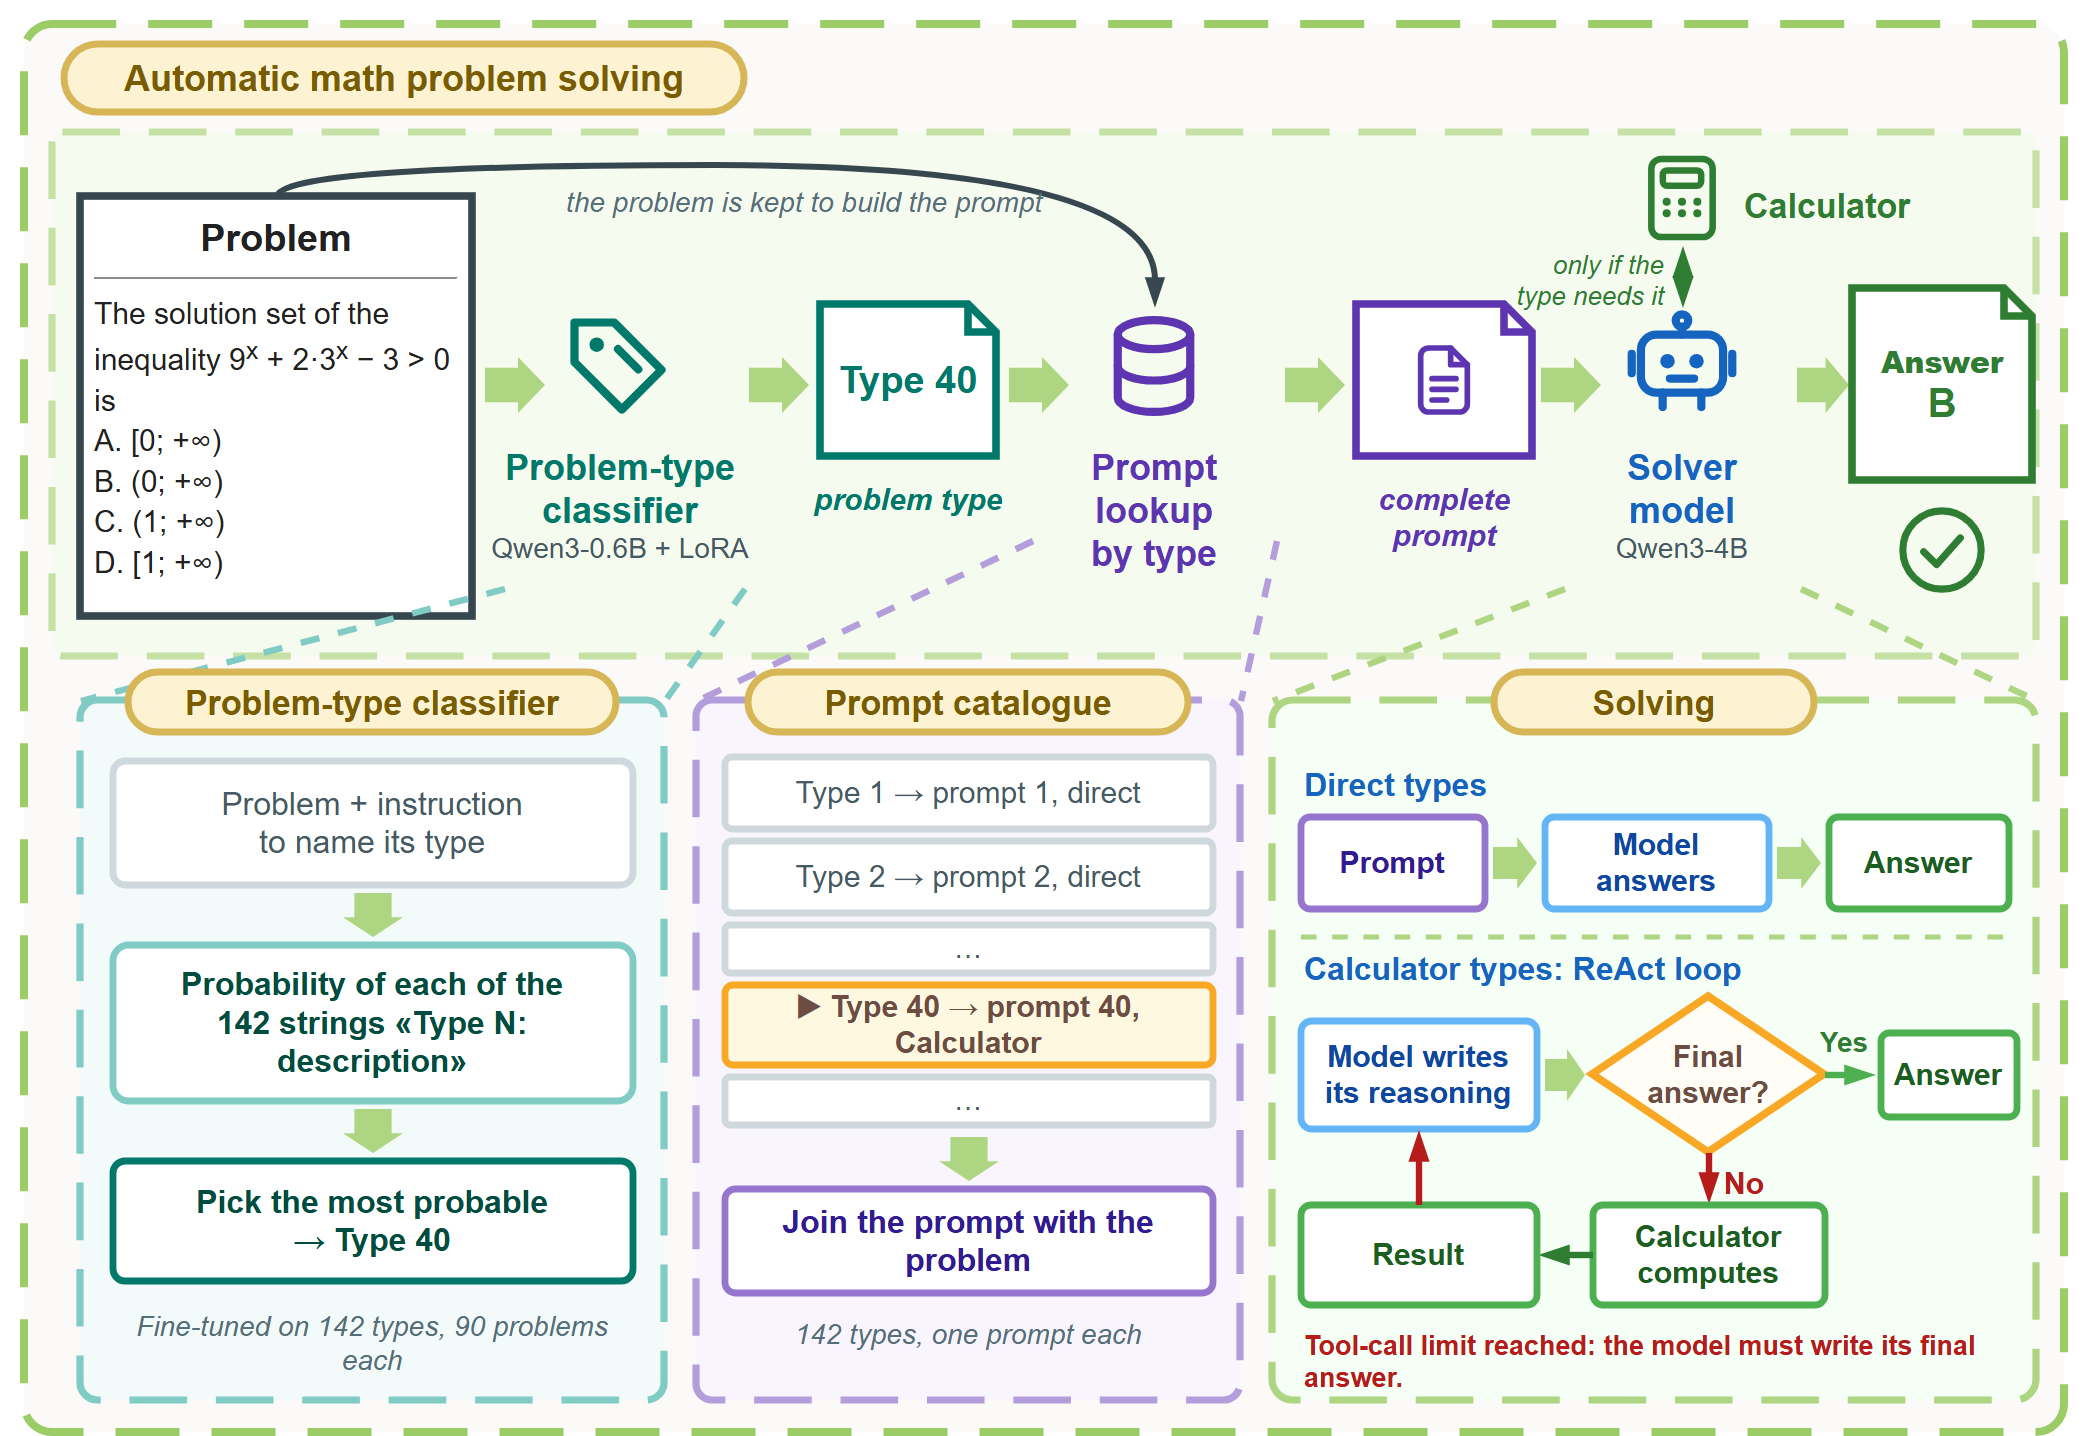 Automatic math problem solving
the problem is kept to build the prompt
Problem
The solution set of the
inequality 9ˣ + 2·3ˣ − 3 > 0
is
A. [0; +∞)
B. (0; +∞)
C. (1; +∞)
D. [1; +∞)
Problem-type
classifier
Qwen3-0.6B + LoRA
Type 40
problem type
Prompt
lookup
by type
complete
prompt
Calculator
only if the
type needs it
Solver
model
Qwen3-4B
Answer
B
Problem-type classifier
Problem + instruction
to name its type
Probability of each of the
142 strings «Type N:
description»
Pick the most probable
→ Type 40
Fine-tuned on 142 types, 90 problems
each
Prompt catalogue
Type 1 → prompt 1, direct
Type 2 → prompt 2, direct
...
▶ Type 40 → prompt 40,
Calculator
...
Join the prompt with the
problem
142 types, one prompt each
Solving
Direct types
Prompt
Model
answers
Answer
Calculator types: ReAct loop
Model writes
its reasoning
Final
answer?
Yes
Answer
No
Result
Calculator
computes
Tool-call limit reached: the model must write its final
answer.